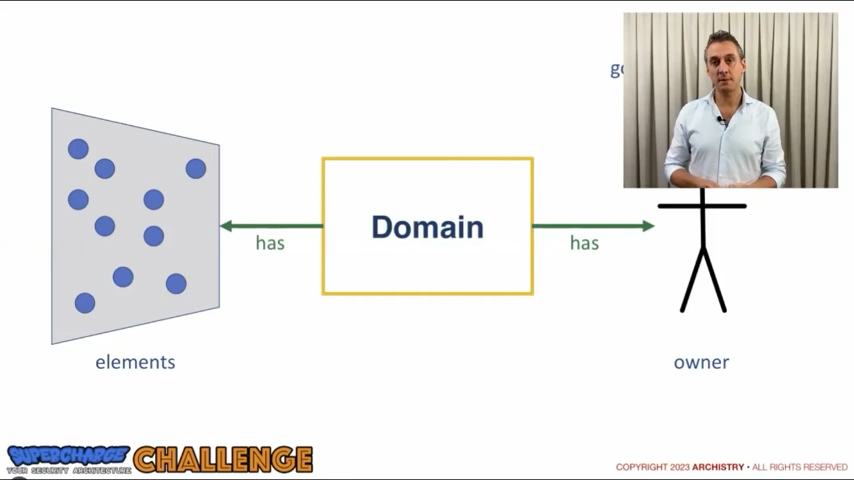 has
Domain
has
elements
owner
SUPERCHARGE
YOUR SECURITY ARCHITECTURE
CHALLENGE
COPYRIGHT 2023 ARCHISTRY • ALL RIGHTS RESERVED